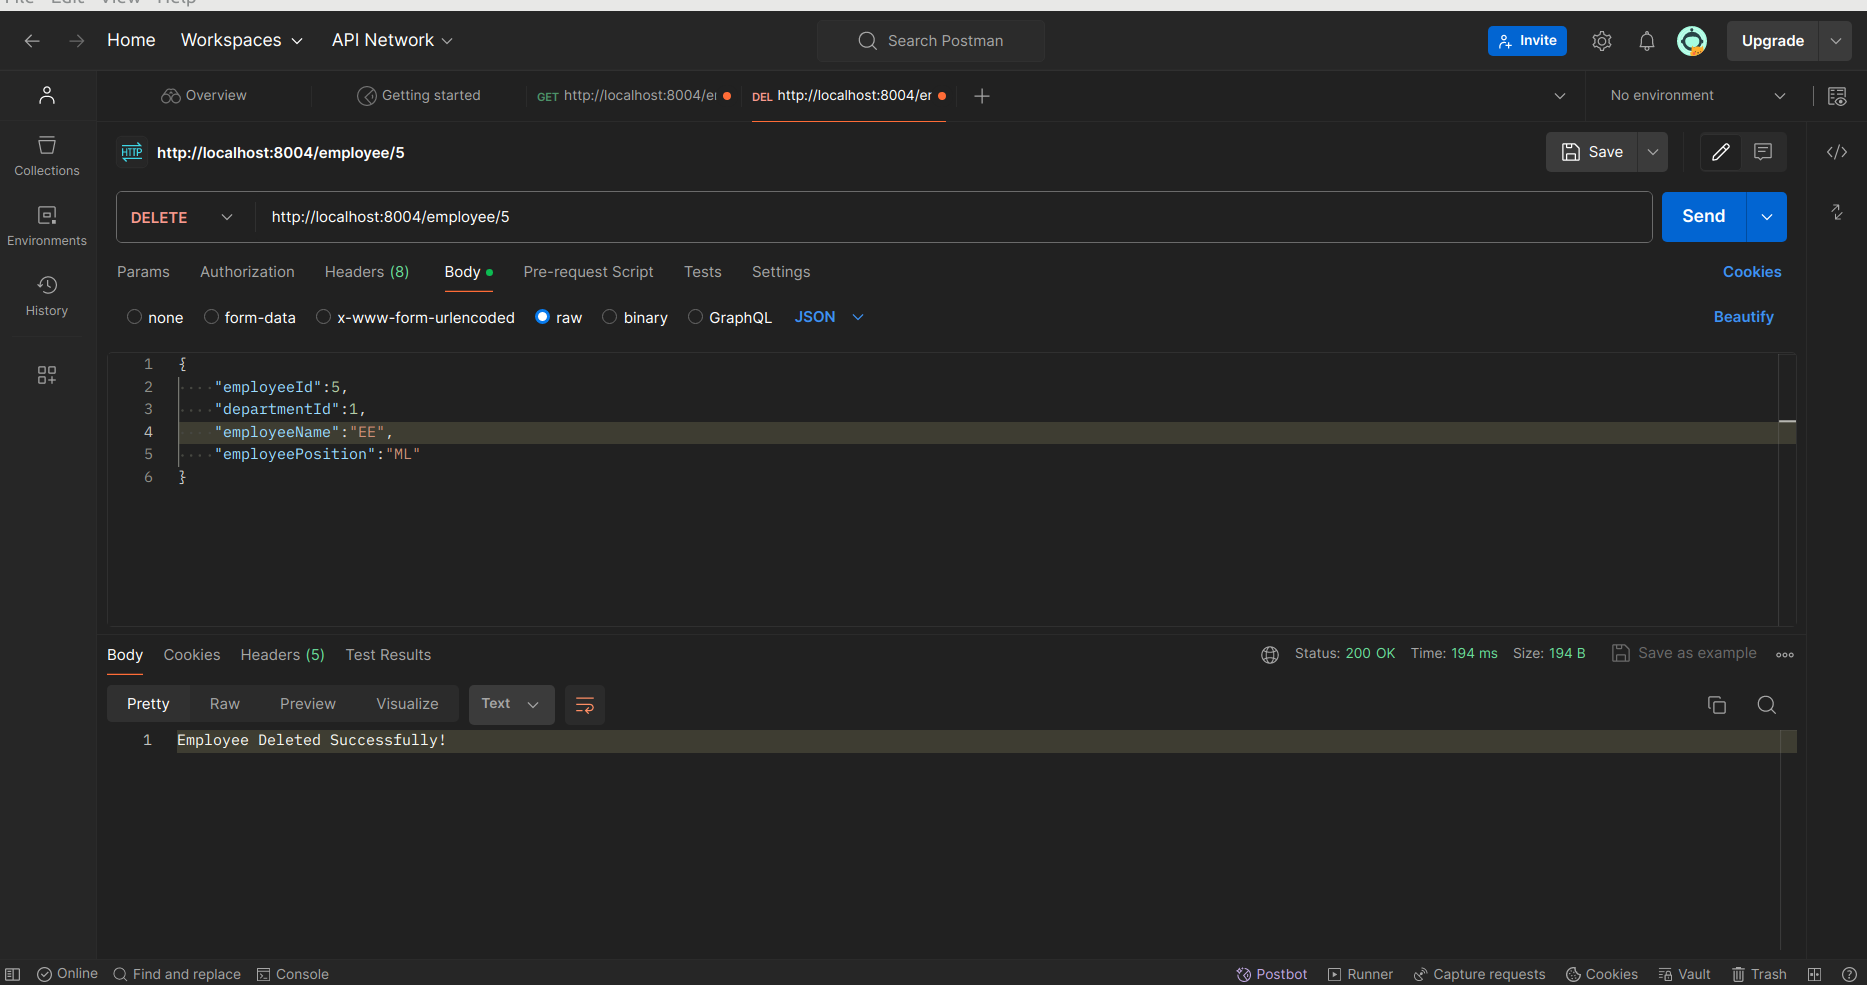 File Edit View Help
Home Workspaces API Network Search Postman Invite Upgrade
Overview Getting started GET http://localhost:8004/e DEL http://localhost:8004/er No environment
HTTP http://localhost:8004/employee/5 Save
Collections
Environments
History
DELETE http://localhost:8004/employee/5 Send
Params Authorization Headers (8) Body Pre-request Script Tests Settings Cookies
none form-data x-www-form-urlencoded raw binary GraphQL JSON Beautify
1 {
2 "employeeId":5,
3 "departmentId":1,
4 "employeeName":"EE",
5 "employeePosition":"ML"
6 }
Body Cookies Headers (5) Test Results Status: 200 OK Time: 194 ms Size: 194 B Save as example
Pretty Raw Preview Visualize Text
1 Employee Deleted Successfully!
Online Find and replace Console Postbot Runner Capture requests Cookies Vault Trash